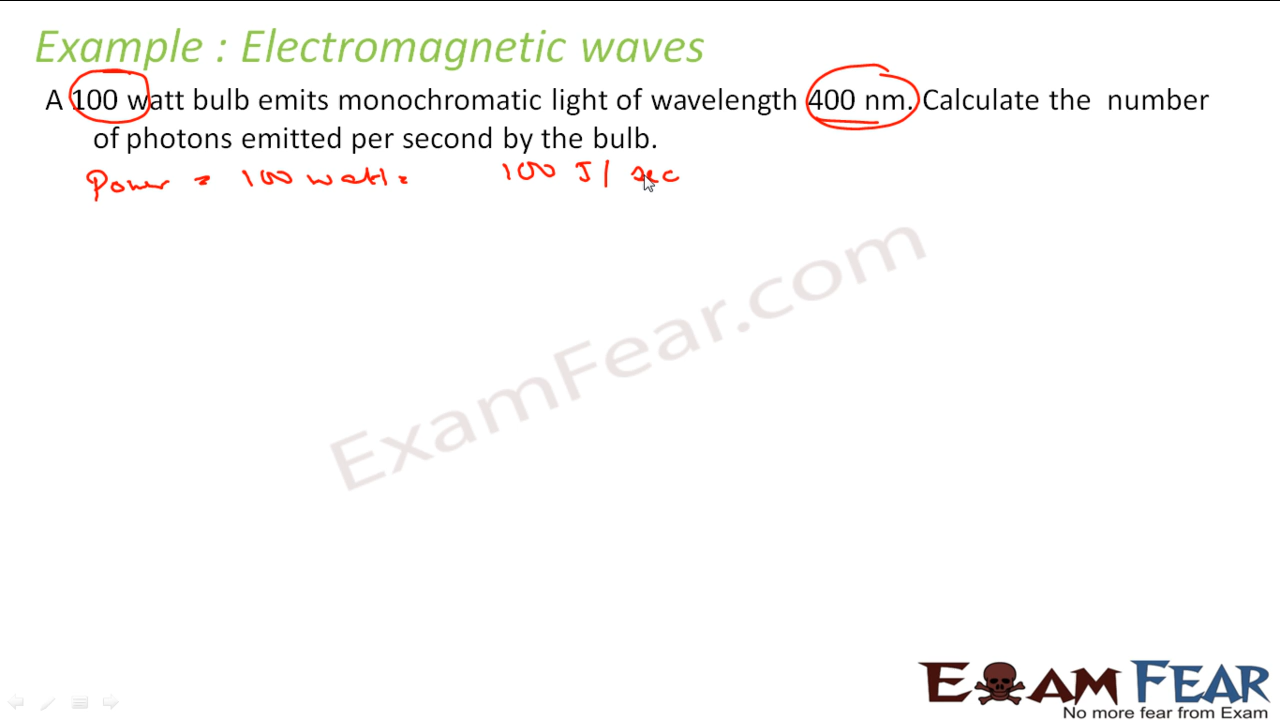 Example : Electromagnetic waves
A 100 watt bulb emits monochromatic light of wavelength 400 nm. Calculate the number
of photons emitted per second by the bulb.
Power = 100 watt = 100 J/ sec
ExamFear.com
EXAM FEAR
No more fear from Exam